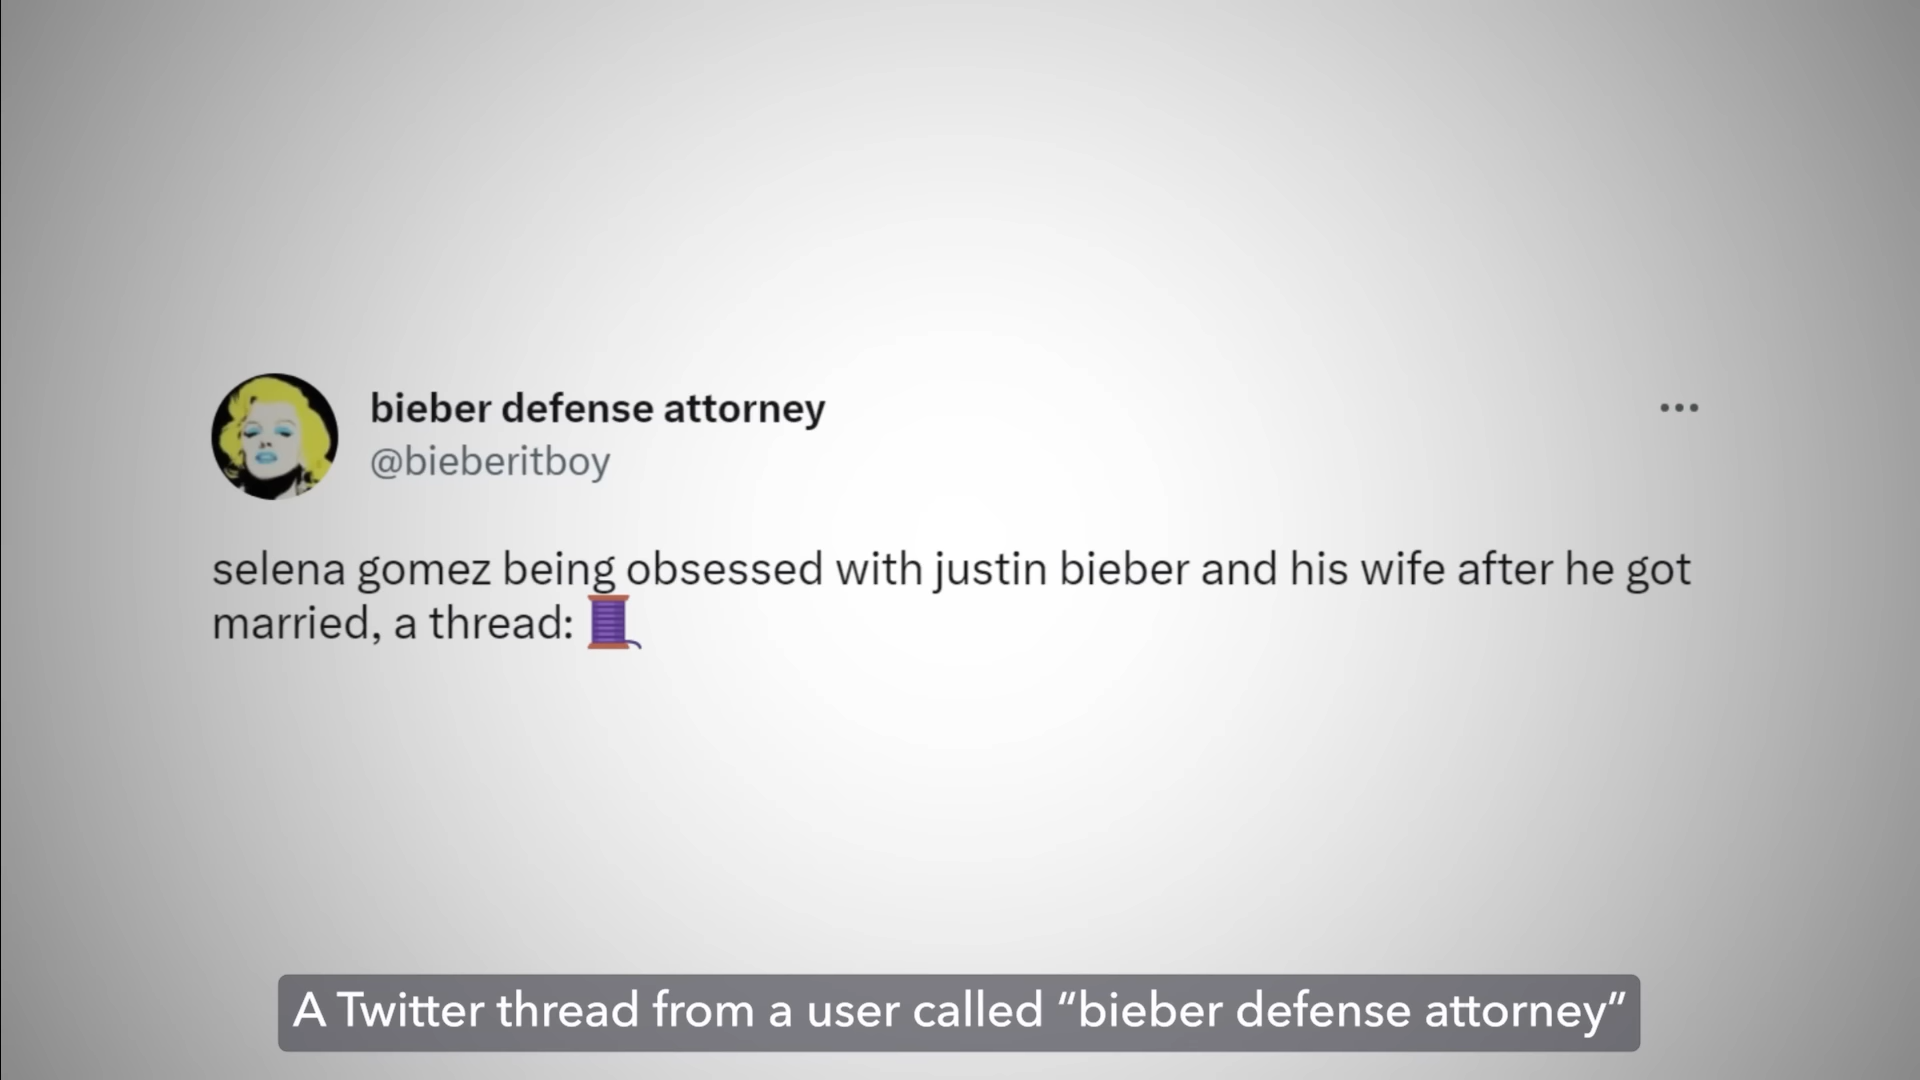 bieber defense attorney
@bieberitboy
selena gomez being obsessed with justin bieber and his wife after he got
married, a thread: 🧵
A Twitter thread from a user called “bieber defense attorney”